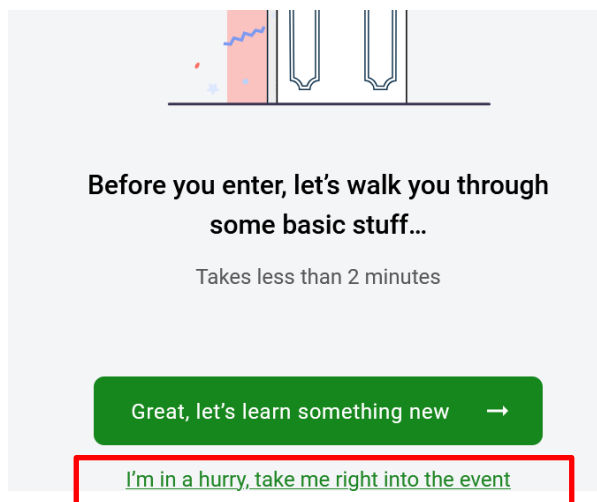 Before you enter, let’s walk you through
some basic stuff...
Takes less than 2 minutes
Great, let’s learn something new →
I’m in a hurry, take me right into the event